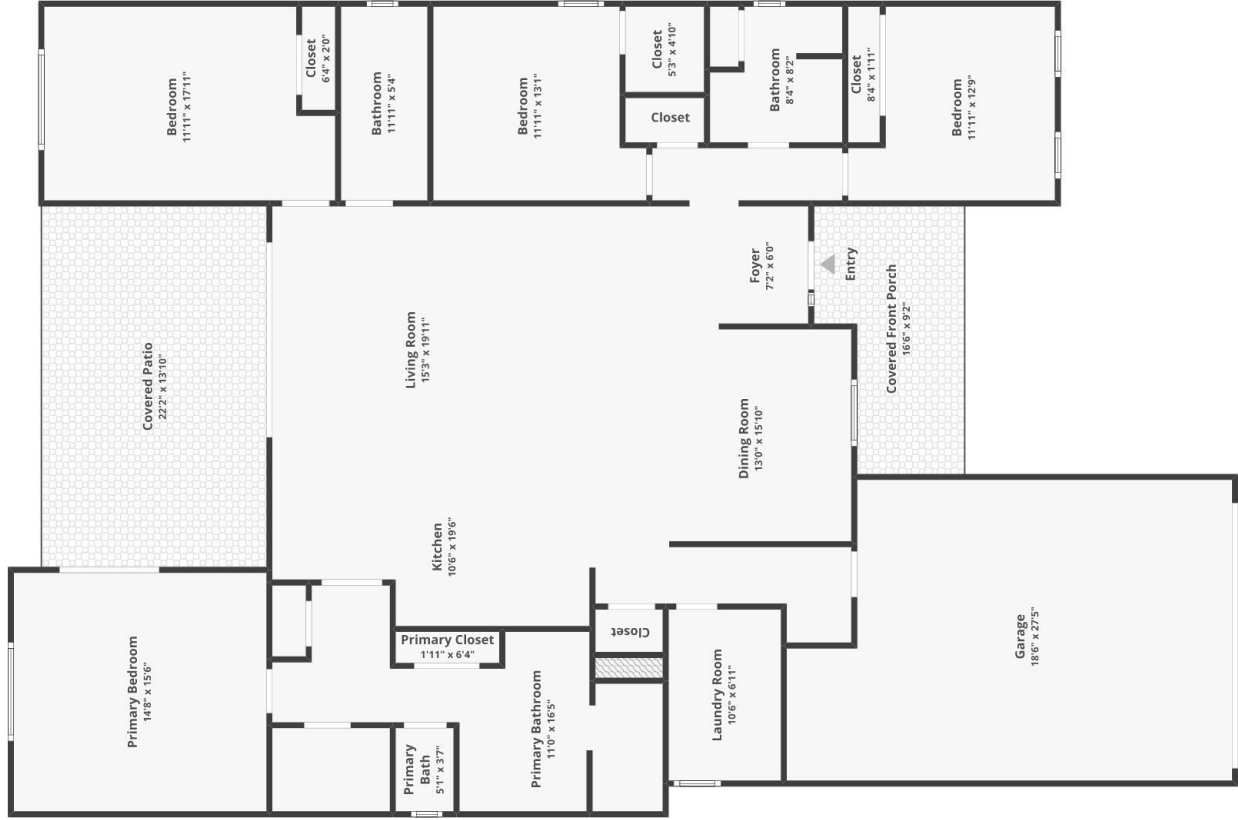 Bedroom
11'11" x 17'11"
Closet
6'4" x 2'0"
Bathroom
11'11" x 5'4"
Bedroom
11'11" x 13'1"
Closet
5'3" x 4'10"
Closet
Bathroom
8'4" x 8'2"
Closet
8'4" x 1'11"
Bedroom
11'11" x 12'9"
Covered Patio
22'2" x 13'10"
Living Room
15'3" x 19'11"
Foyer
7'2" x 6'0"
Entry
Covered Front Porch
16'6" x 9'2"
Dining Room
13'0" x 15'10"
Kitchen
10'6" x 19'6"
Primary Bedroom
14'8" x 15'6"
Primary Closet
1'11" x 6'4"
Closet
Primary
Bath
5'1" x 3'7"
Primary Bathroom
11'0" x 16'5"
Laundry Room
10'6" x 6'11"
Garage
18'6" x 27'5"